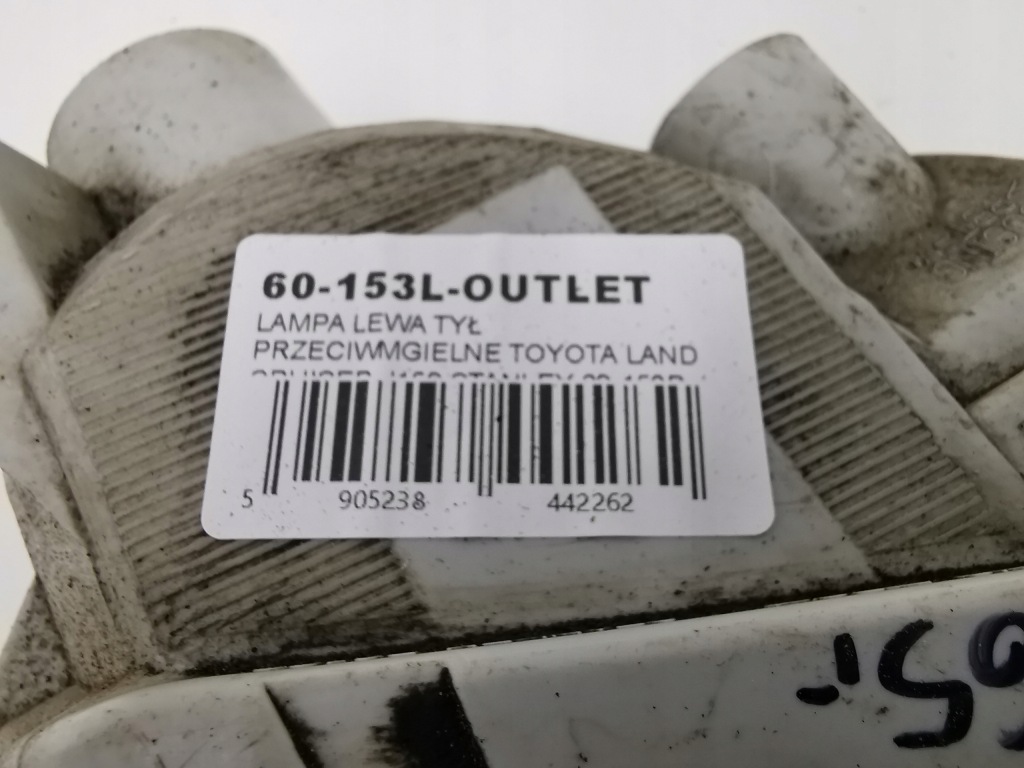 60-153L-OUTLET
LAMPA LEWA TYŁ
PRZECIWMGIELNE TOYOTA LAND
5 905238 442262